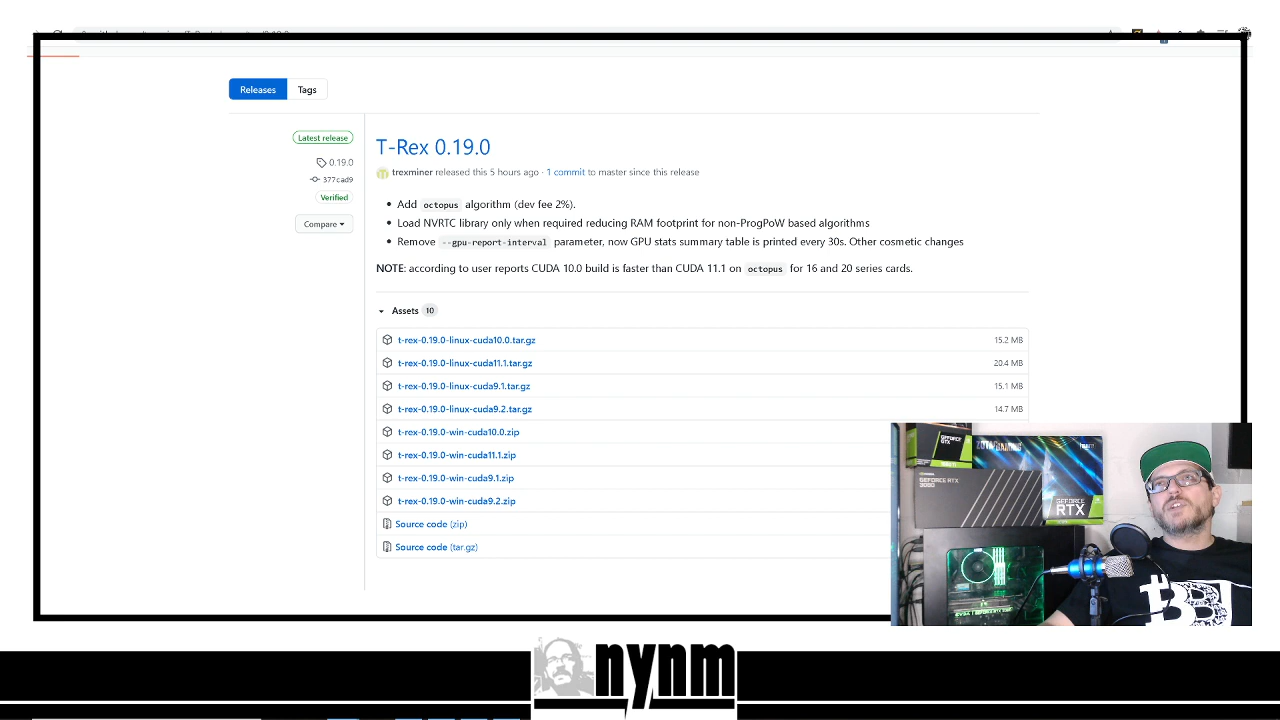 Releases
Tags
Latest release
0.19.0
377cad9
Verified
Compare
T-Rex 0.19.0
trexminer released this 5 hours ago · 1 commit to master since this release
• Add octopus algorithm (dev fee 2%).
• Load NVRTC library only when required reducing RAM footprint for non-ProgPoW based algorithms
• Remove --gpu-report-interval parameter, now GPU stats summary table is printed every 30s. Other cosmetic changes
NOTE: according to user reports CUDA 10.0 build is faster than CUDA 11.1 on octopus for 16 and 20 series cards.
Assets 10
t-rex-0.19.0-linux-cuda10.0.tar.gz 15.2 MB
t-rex-0.19.0-linux-cuda11.1.tar.gz 20.4 MB
t-rex-0.19.0-linux-cuda9.1.tar.gz 15.1 MB
t-rex-0.19.0-linux-cuda9.2.tar.gz 14.7 MB
t-rex-0.19.0-win-cuda10.0.zip
t-rex-0.19.0-win-cuda11.1.zip
t-rex-0.19.0-win-cuda9.1.zip
t-rex-0.19.0-win-cuda9.2.zip
Source code (zip)
Source code (tar.gz)
GEFORCE
GTX
ZOTAC GAMING
GEFORCE RTX
3080
GEFORCE
RTX
nynm